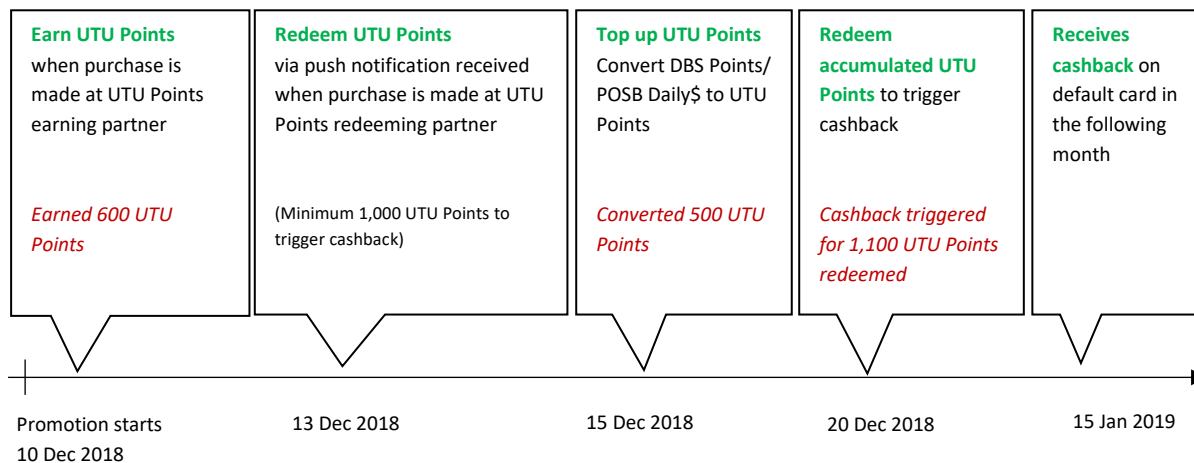 Earn UTU Points
when purchase is
made at UTU Points
earning partner
Earned 600 UTU
Points
Redeem UTU Points
via push notification received
when purchase is made at UTU
Points redeeming partner
(Minimum 1,000 UTU Points to
trigger cashback)
Top up UTU Points
Convert DBS Points/
POSB Daily$ to UTU
Points
Converted 500 UTU
Points
Redeem
accumulated UTU
Points to trigger
cashback
Cashback triggered
for 1,100 UTU Points
redeemed
Receives
cashback on
default card in
the following
month
Promotion starts
10 Dec 2018
13 Dec 2018
15 Dec 2018
20 Dec 2018
15 Jan 2019